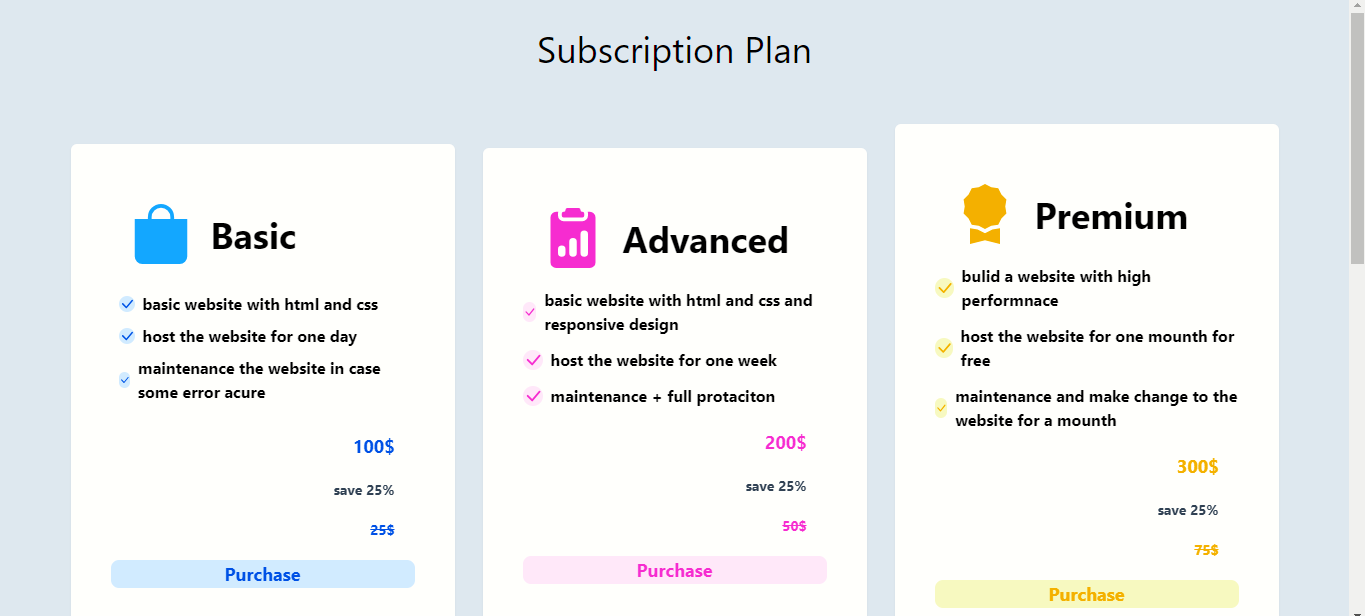 Subscription Plan
Basic
basic website with html and css
host the website for one day
maintenance the website in case
some error acure
100$
save 25%
25$
Purchase
Advanced
basic website with html and css and
responsive design
host the website for one week
maintenance + full protaciton
200$
save 25%
50$
Purchase
Premium
bulid a website with high
performnace
host the website for one mounth for
free
maintenance and make change to the
website for a mounth
300$
save 25%
75$
Purchase